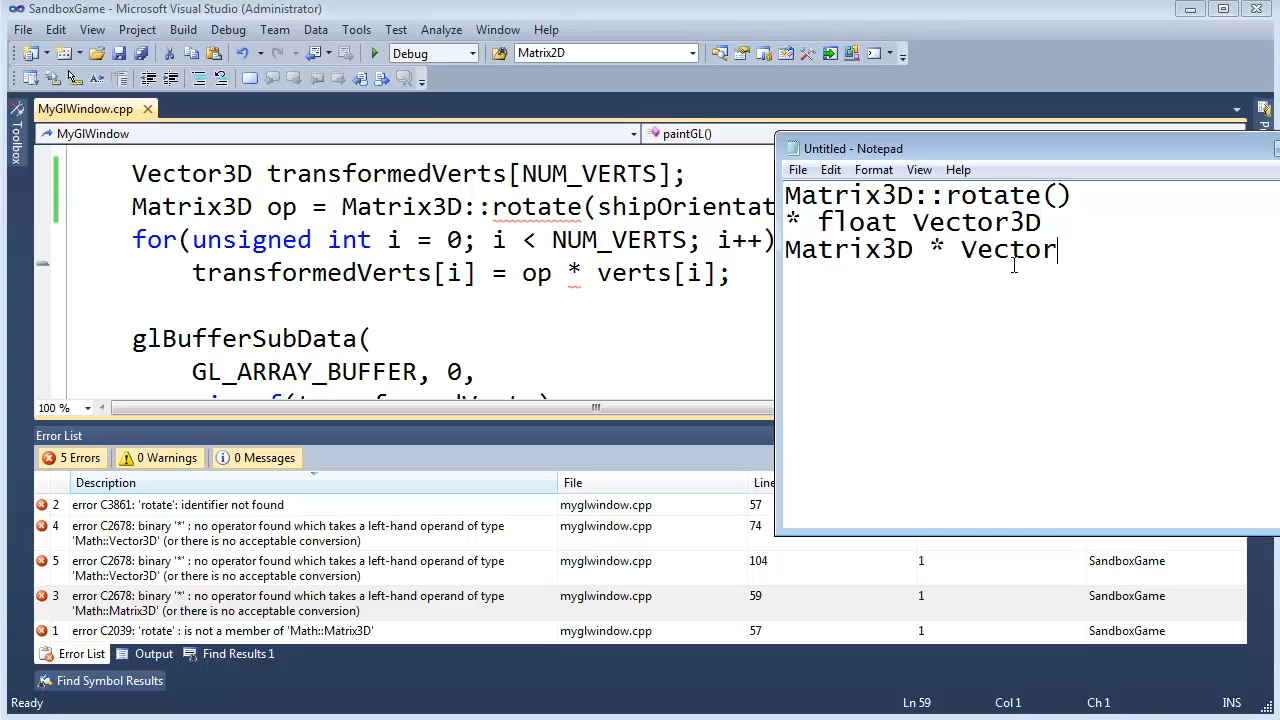 SandboxGame - Microsoft Visual Studio (Administrator)
File Edit View Project Build Debug Team Data Tools Test Analyze Window Help
Debug Matrix2D
MyGlWindow.cpp
MyGlWindow paintGL()
Toolbox
Vector3D transformedVerts[NUM_VERTS];
Matrix3D op = Matrix3D::rotate(shipOrientat
for(unsigned int i = 0; i < NUM_VERTS; i++)
transformedVerts[i] = op * verts[i];
glBufferSubData(
GL_ARRAY_BUFFER, 0,
100 %
Untitled - Notepad
File Edit Format View Help
Matrix3D::rotate()
* float Vector3D
Matrix3D * Vector
Error List
5 Errors 0 Warnings 0 Messages
Description File Line
2 error C3861: 'rotate': identifier not found myglwindow.cpp 57
4 error C2678: binary '*' : no operator found which takes a left-hand operand of type myglwindow.cpp 74
'Math::Vector3D' (or there is no acceptable conversion)
5 error C2678: binary '*' : no operator found which takes a left-hand operand of type myglwindow.cpp 104 1 SandboxGame
'Math::Vector3D' (or there is no acceptable conversion)
3 error C2678: binary '*' : no operator found which takes a left-hand operand of type myglwindow.cpp 59 1 SandboxGame
'Math::Matrix3D' (or there is no acceptable conversion)
1 error C2039: 'rotate' : is not a member of 'Math::Matrix3D' myglwindow.cpp 57 1 SandboxGame
Error List Output Find Results 1
Find Symbol Results
Ready Ln 59 Col 1 Ch 1 INS